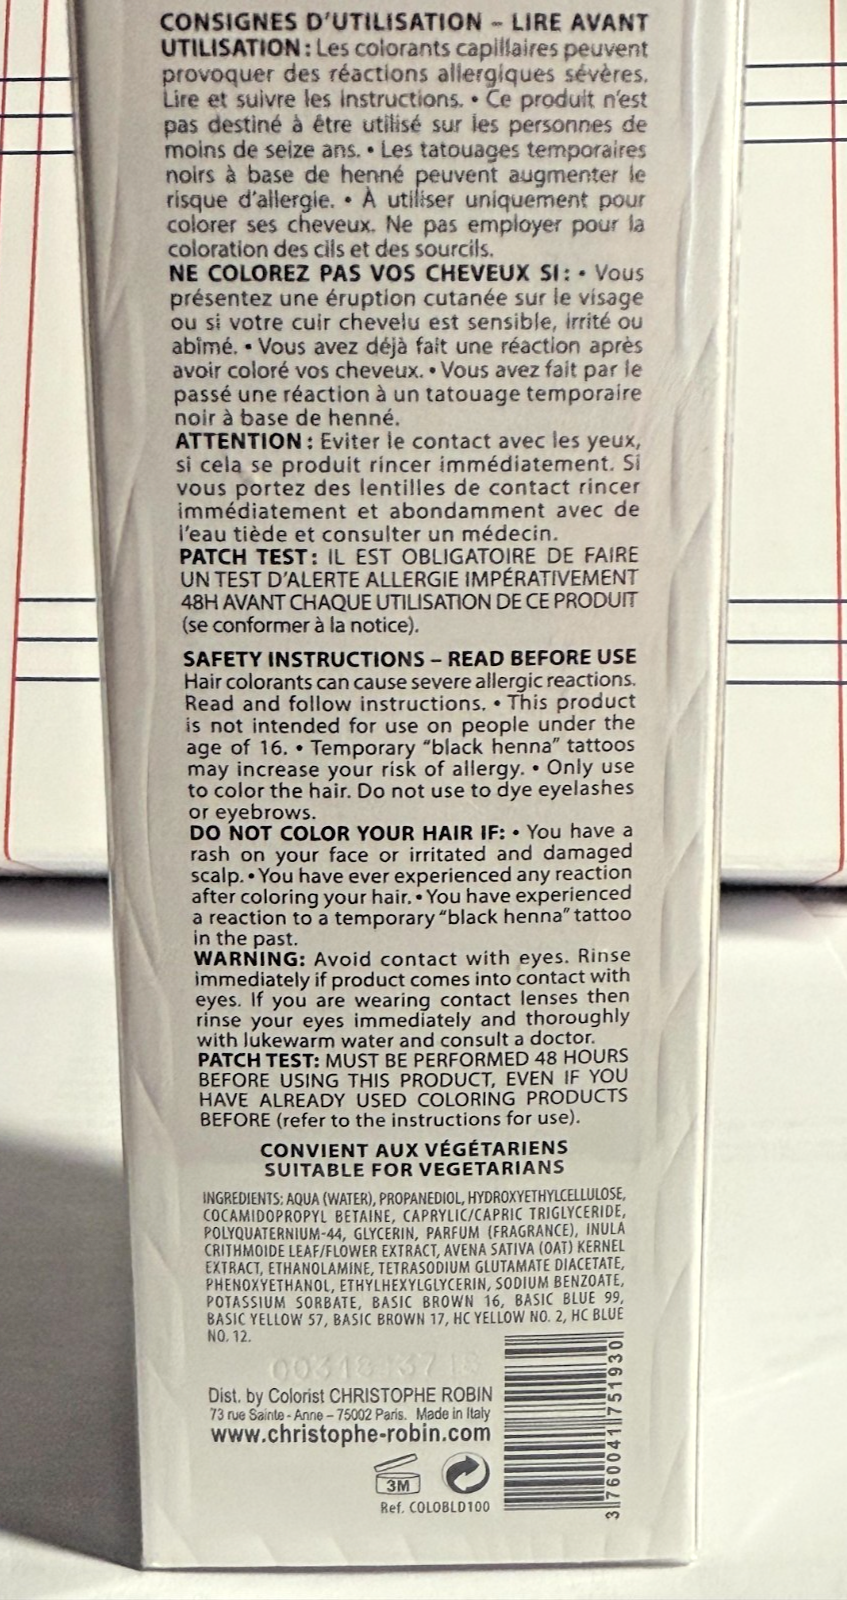 CONSIGNES D'UTILISATION – LIRE AVANT
UTILISATION : Les colorants capillaires peuvent
provoquer des réactions allergiques sévères.
Lire et suivre les instructions. • Ce produit n'est
pas destiné à être utilisé sur les personnes de
moins de seize ans. • Les tatouages temporaires
noirs à base de henné peuvent augmenter le
risque d'allergie. • À utiliser uniquement pour
colorer ses cheveux. Ne pas employer pour la
coloration des cils et des sourcils.
NE COLOREZ PAS VOS CHEVEUX SI : • Vous
présentez une éruption cutanée sur le visage
ou si votre cuir chevelu est sensible, irrité ou
abîmé. • Vous avez déjà fait une réaction après
avoir coloré vos cheveux. • Vous avez fait par le
passé une réaction à un tatouage temporaire
noir à base de henné.
ATTENTION : Eviter le contact avec les yeux,
si cela se produit rincer immédiatement. Si
vous portez des lentilles de contact rincer
immédiatement et abondamment avec de
l'eau tiède et consulter un médecin.
PATCH TEST : IL EST OBLIGATOIRE DE FAIRE
UN TEST D'ALERTE ALLERGIE IMPÉRATIVEMENT
48H AVANT CHAQUE UTILISATION DE CE PRODUIT
(se conformer à la notice).
SAFETY INSTRUCTIONS – READ BEFORE USE
Hair colorants can cause severe allergic reactions.
Read and follow instructions. • This product
is not intended for use on people under the
age of 16. • Temporary "black henna" tattoos
may increase your risk of allergy. • Only use
to color the hair. Do not use to dye eyelashes
or eyebrows.
DO NOT COLOR YOUR HAIR IF: • You have a
rash on your face or irritated and damaged
scalp. • You have ever experienced any reaction
after coloring your hair. • You have experienced
a reaction to a temporary "black henna" tattoo
in the past.
WARNING: Avoid contact with eyes. Rinse
immediately if product comes into contact with
eyes. If you are wearing contact lenses then
rinse your eyes immediately and thoroughly
with lukewarm water and consult a doctor.
PATCH TEST: MUST BE PERFORMED 48 HOURS
BEFORE USING THIS PRODUCT, EVEN IF YOU
HAVE ALREADY USED COLORING PRODUCTS
BEFORE (refer to the instructions for use).
CONVIENT AUX VÉGÉTARIENS
SUITABLE FOR VEGETARIANS
INGREDIENTS: AQUA (WATER), PROPANEDIOL, HYDROXYETHYLCELLULOSE,
COCAMIDOPROPYL BETAINE, CAPRYLIC/CAPRIC TRIGLYCERIDE,
POLYQUATERNIUM-44, GLYCERIN, PARFUM (FRAGRANCE), INULA
CRITHMOIDE LEAF/FLOWER EXTRACT, AVENA SATIVA (OAT) KERNEL
EXTRACT, ETHANOLAMINE, TETRASODIUM GLUTAMATE DIACETATE,
PHENOXYETHANOL, ETHYLHEXYLGLYCERIN, SODIUM BENZOATE,
POTASSIUM SORBATE, BASIC BROWN 16, BASIC BLUE 99,
BASIC YELLOW 57, BASIC BROWN 17, HC YELLOW NO. 2, HC BLUE
NO. 12.
Dist. by Colorist CHRISTOPHE ROBIN
73 rue Sainte - Anne – 75002 Paris. Made in Italy
www.christophe-robin.com
3M
Ref. COLOBLD100
3 760041 751930